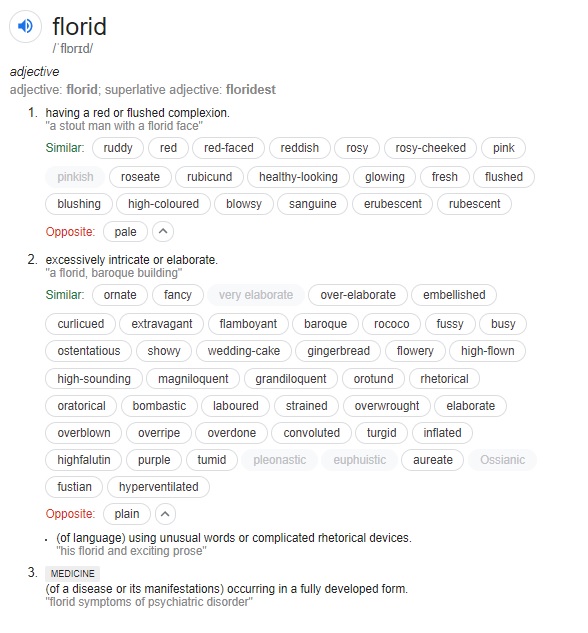 florid
/ˈflɒrɪd/
adjective
adjective: florid; superlative adjective: floridest
1. having a red or flushed complexion.
"a stout man with a florid face"
Similar: ruddy red red-faced reddish rosy rosy-cheeked pink
pinkish roseate rubicund healthy-looking glowing fresh flushed
blushing high-coloured blowsy sanguine erubescent rubescent
Opposite: pale
2. excessively intricate or elaborate.
"a florid, baroque building"
Similar: ornate fancy very elaborate over-elaborate embellished
curlicued extravagant flamboyant baroque rococo fussy busy
ostentatious showy wedding-cake gingerbread flowery high-flown
high-sounding magniloquent grandiloquent orotund rhetorical
oratorical bombastic laboured strained overwrought elaborate
overblown overripe overdone convoluted turgid inflated
highfalutin purple tumid pleonastic euphuistic aureate Ossianic
fustian hyperventilated
Opposite: plain
• (of language) using unusual words or complicated rhetorical devices.
"his florid and exciting prose"
3. MEDICINE
(of a disease or its manifestations) occurring in a fully developed form.
"florid symptoms of psychiatric disorder"